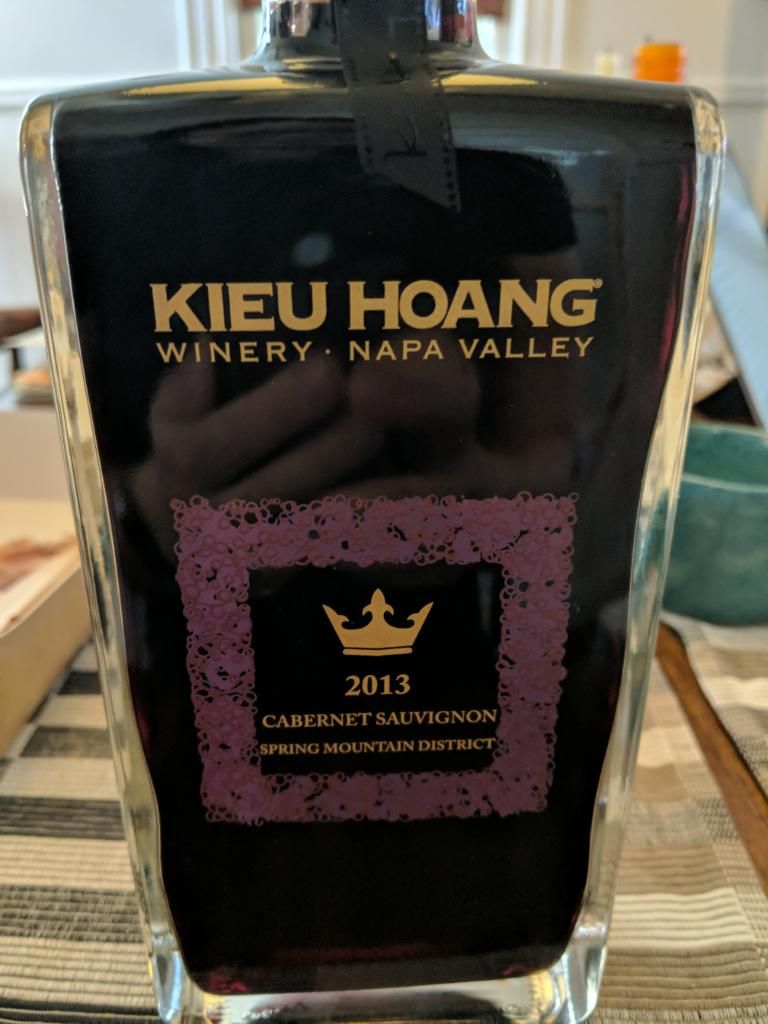 KIEU HOANG®
WINERY · NAPA VALLEY
2013
CABERNET SAUVIGNON
SPRING MOUNTAIN DISTRICT